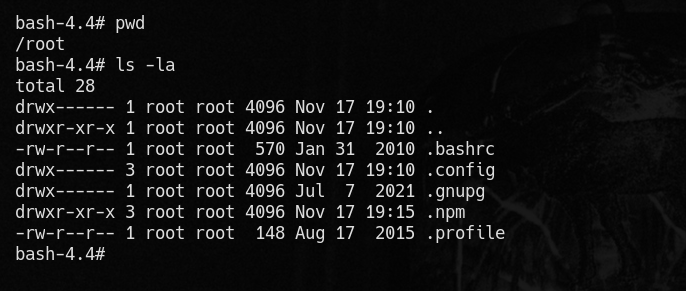 bash-4.4# pwd
/root
bash-4.4# ls -la
total 28
drwx------ 1 root root 4096 Nov 17 19:10 .
drwxr-xr-x 1 root root 4096 Nov 17 19:10 ..
-rw-r--r-- 1 root root  570 Jan 31  2010 .bashrc
drwx------ 3 root root 4096 Nov 17 19:10 .config
drwx------ 1 root root 4096 Jul  7  2021 .gnupg
drwxr-xr-x 3 root root 4096 Nov 17 19:15 .npm
-rw-r--r-- 1 root root  148 Aug 17  2015 .profile
bash-4.4#